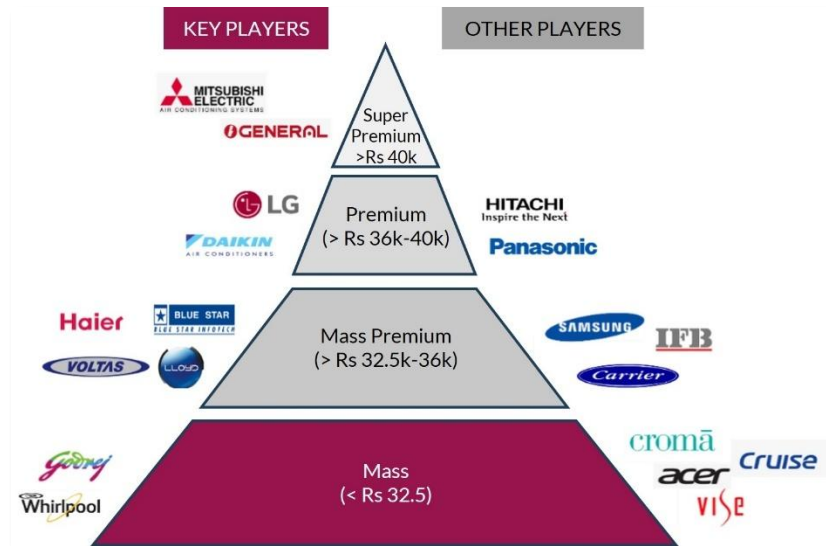 KEY PLAYERS
OTHER PLAYERS
MITSUBISHI
ELECTRIC
AIR CONDITIONING SYSTEMS
GENERAL
Super
Premium
>Rs 40k
LG
DAIKIN
AIR CONDITIONERS
Premium
(> Rs 36k-40k)
HITACHI
Inspire the Next
Panasonic
Haier
BLUE STAR
BLUE STAR INFOTECH
VOLTAS
LLOYD
Mass Premium
(> Rs 32.5k-36k)
SAMSUNG
IFB
Carrier
Godrej
Whirlpool
Mass
(< Rs 32.5)
cromā
acer
Cruise
VISE